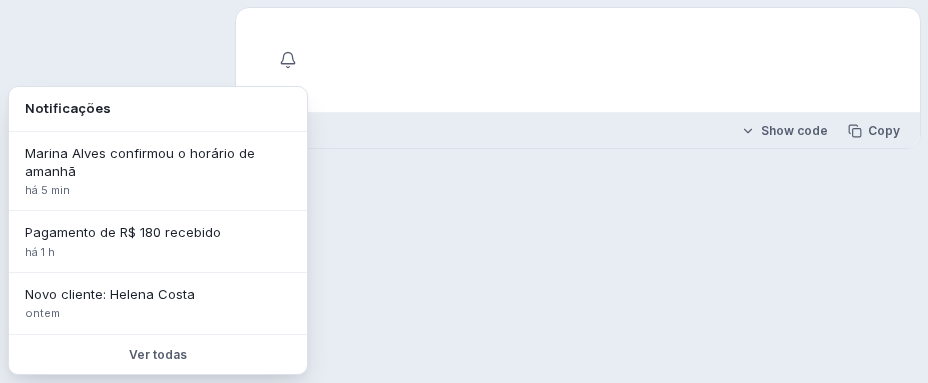 Notificações
Marina Alves confirmou o horário de
amanhã
há 5 min
Pagamento de R$ 180 recebido
há 1 h
Novo cliente: Helena Costa
ontem
Ver todas
Show code
Copy